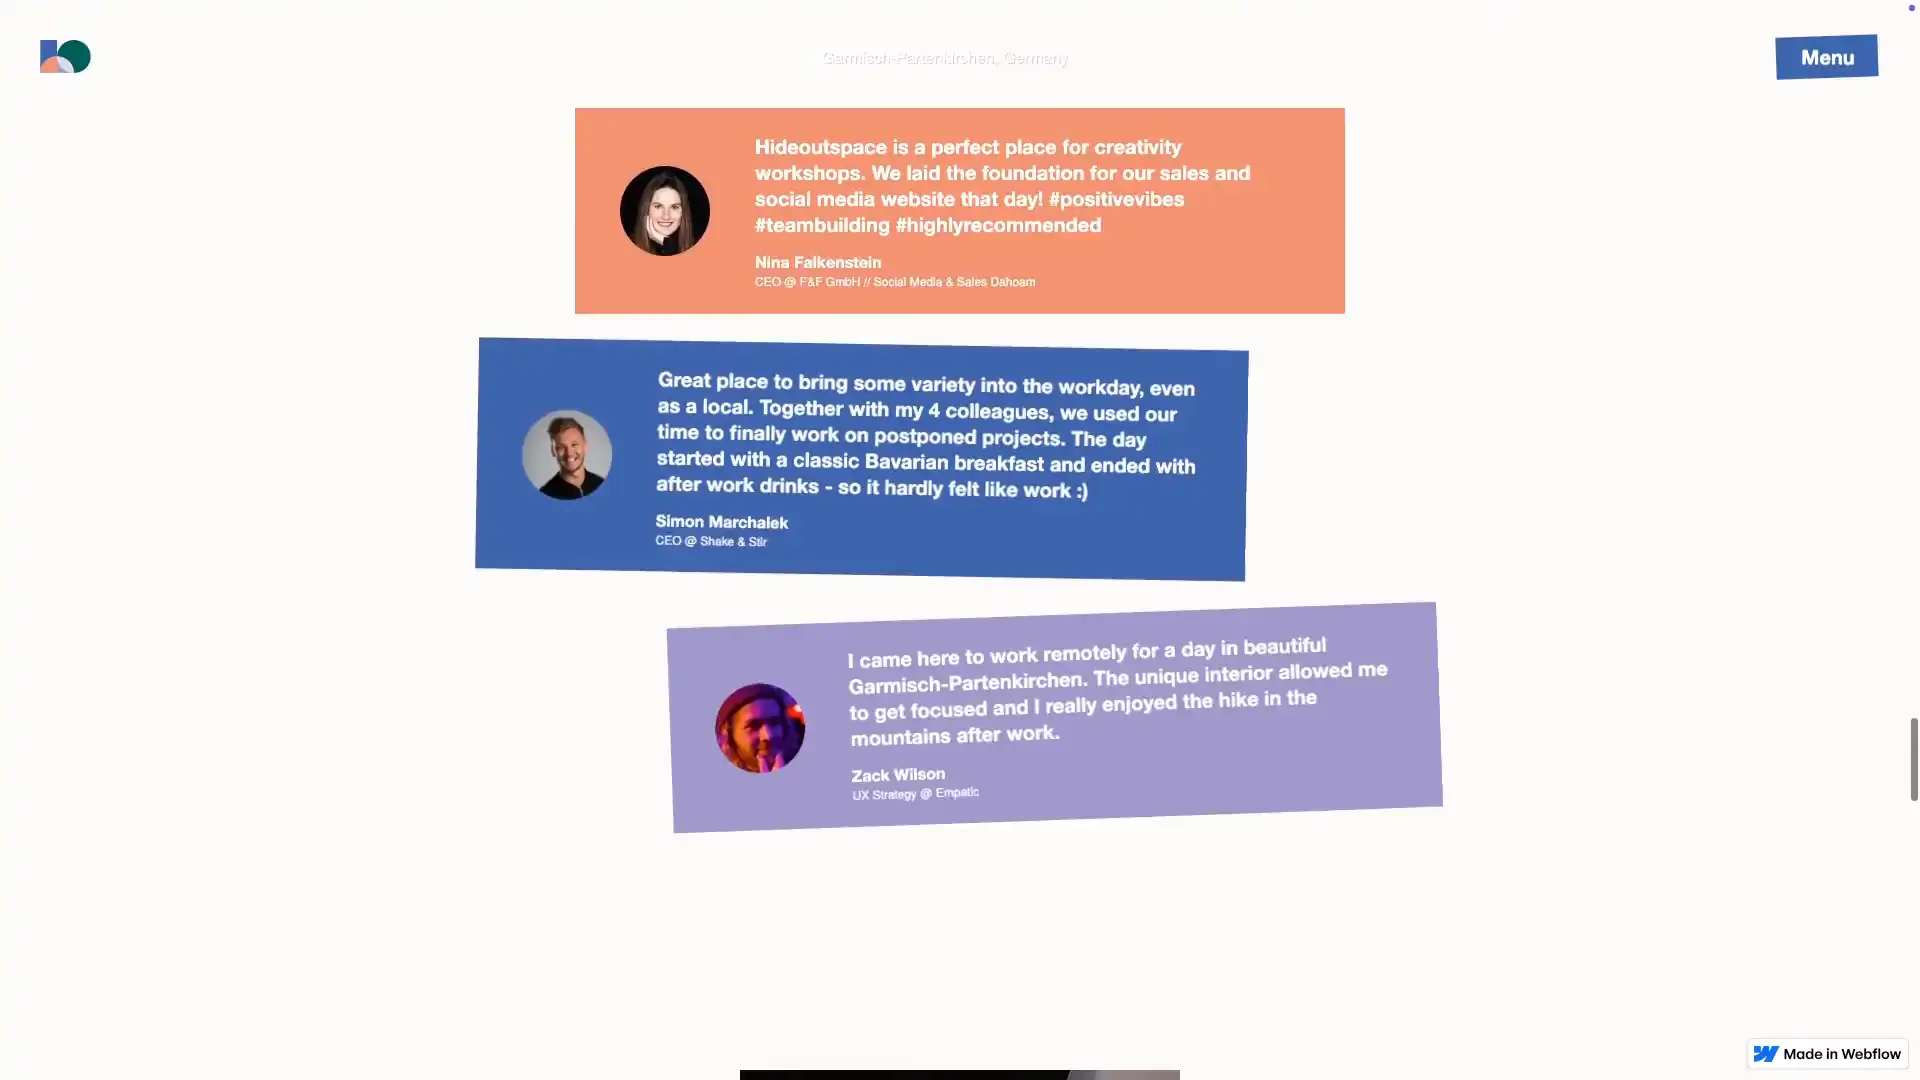 Garmisch-Partenkirchen, Germany
Menu
Hideoutspace is a perfect place for creativity
workshops. We laid the foundation for our sales and
social media website that day! #positivevibes
#teambuilding #highlyrecommended
Nina Falkenstein
CEO @ F&F GmbH // Social Media & Sales Dahoam
Great place to bring some variety into the workday, even
as a local. Together with my 4 colleagues, we used our
time to finally work on postponed projects. The day
started with a classic Bavarian breakfast and ended with
after work drinks - so it hardly felt like work :)
Simon Marchalek
CEO @ Shake & Stir
I came here to work remotely for a day in beautiful
Garmisch-Partenkirchen. The unique interior allowed me
to get focused and I really enjoyed the hike in the
mountains after work.
Zack Wilson
UX Strategy @ Empatic
Made in Webflow